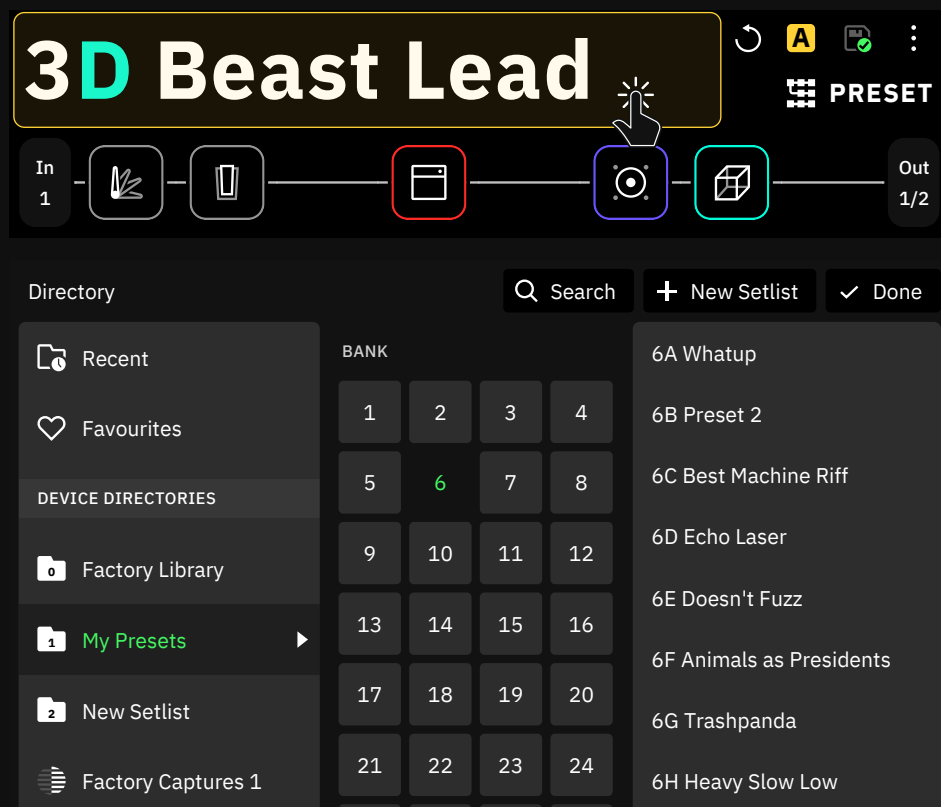 3D Beast Lead
A
PRESET
In
1
Out
1/2
Directory
Search
New Setlist
Done
Recent
Favourites
DEVICE DIRECTORIES
0 Factory Library
1 My Presets
2 New Setlist
Factory Captures 1
BANK
1 2 3 4
5 6 7 8
9 10 11 12
13 14 15 16
17 18 19 20
21 22 23 24
6A Whatup
6B Preset 2
6C Best Machine Riff
6D Echo Laser
6E Doesn't Fuzz
6F Animals as Presidents
6G Trashpanda
6H Heavy Slow Low